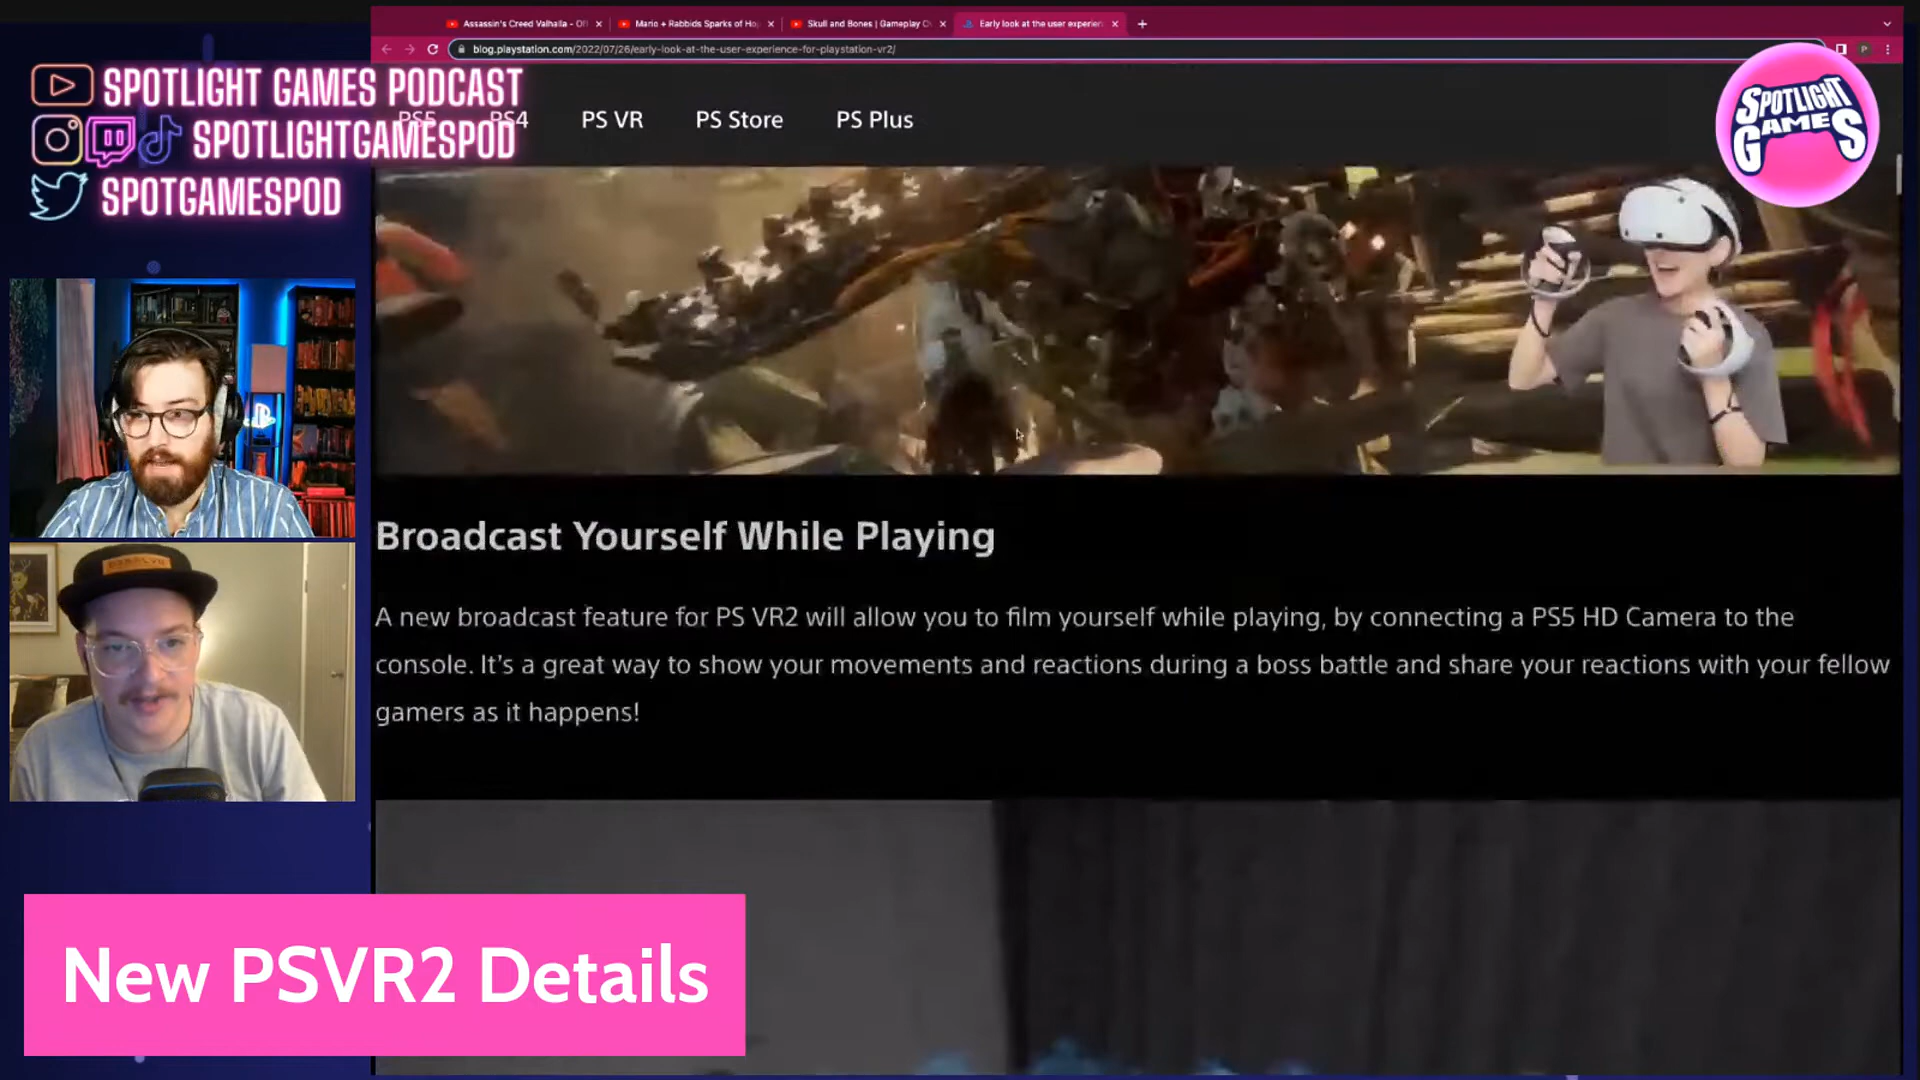 Assassin's Creed Valhalla - Of
Mario + Rabbids Sparks of Ho
Skull and Bones | Gameplay O
Early look at the user experien
blog.playstation.com/2022/07/26/early-look-at-the-user-experience-for-playstation-vr2/
P
SPOTLIGHT GAMES PODCAST
SPOTLIGHTGAMESPOD
SPOTGAMESPOD
PS5
PS4
PS VR
PS Store
PS Plus
SPOTLIGHT
GAMES
Broadcast Yourself While Playing
A new broadcast feature for PS VR2 will allow you to film yourself while playing, by connecting a PS5 HD Camera to the
console. It's a great way to show your movements and reactions during a boss battle and share your reactions with your fellow
gamers as it happens!
New PSVR2 Details